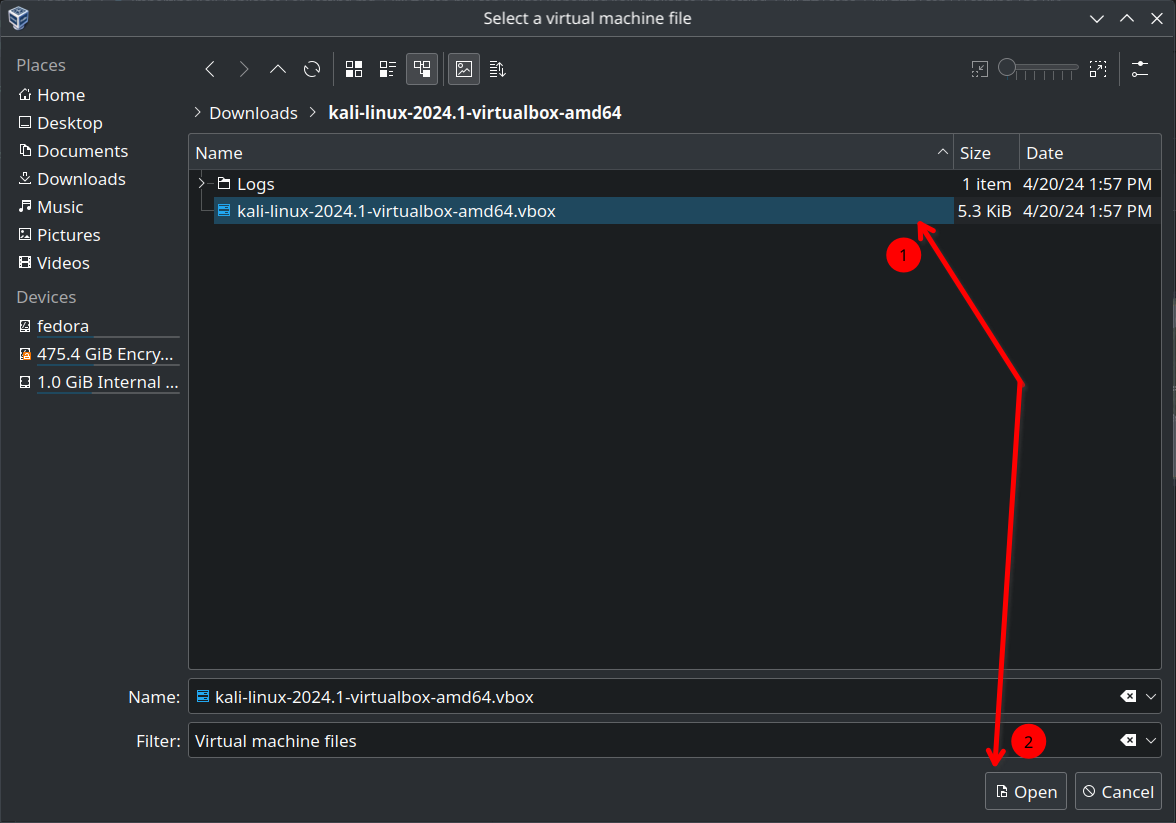 Select a virtual machine file
Places
Home
Desktop
Documents
Downloads
Music
Pictures
Videos
Devices
fedora
475.4 GiB Encry...
1.0 GiB Internal ...
Downloads kali-linux-2024.1-virtualbox-amd64
Name Size Date
Logs 1 item 4/20/24 1:57 PM
kali-linux-2024.1-virtualbox-amd64.vbox 5.3 KiB 4/20/24 1:57 PM
1
Name: kali-linux-2024.1-virtualbox-amd64.vbox
Filter: Virtual machine files
2
Open Cancel